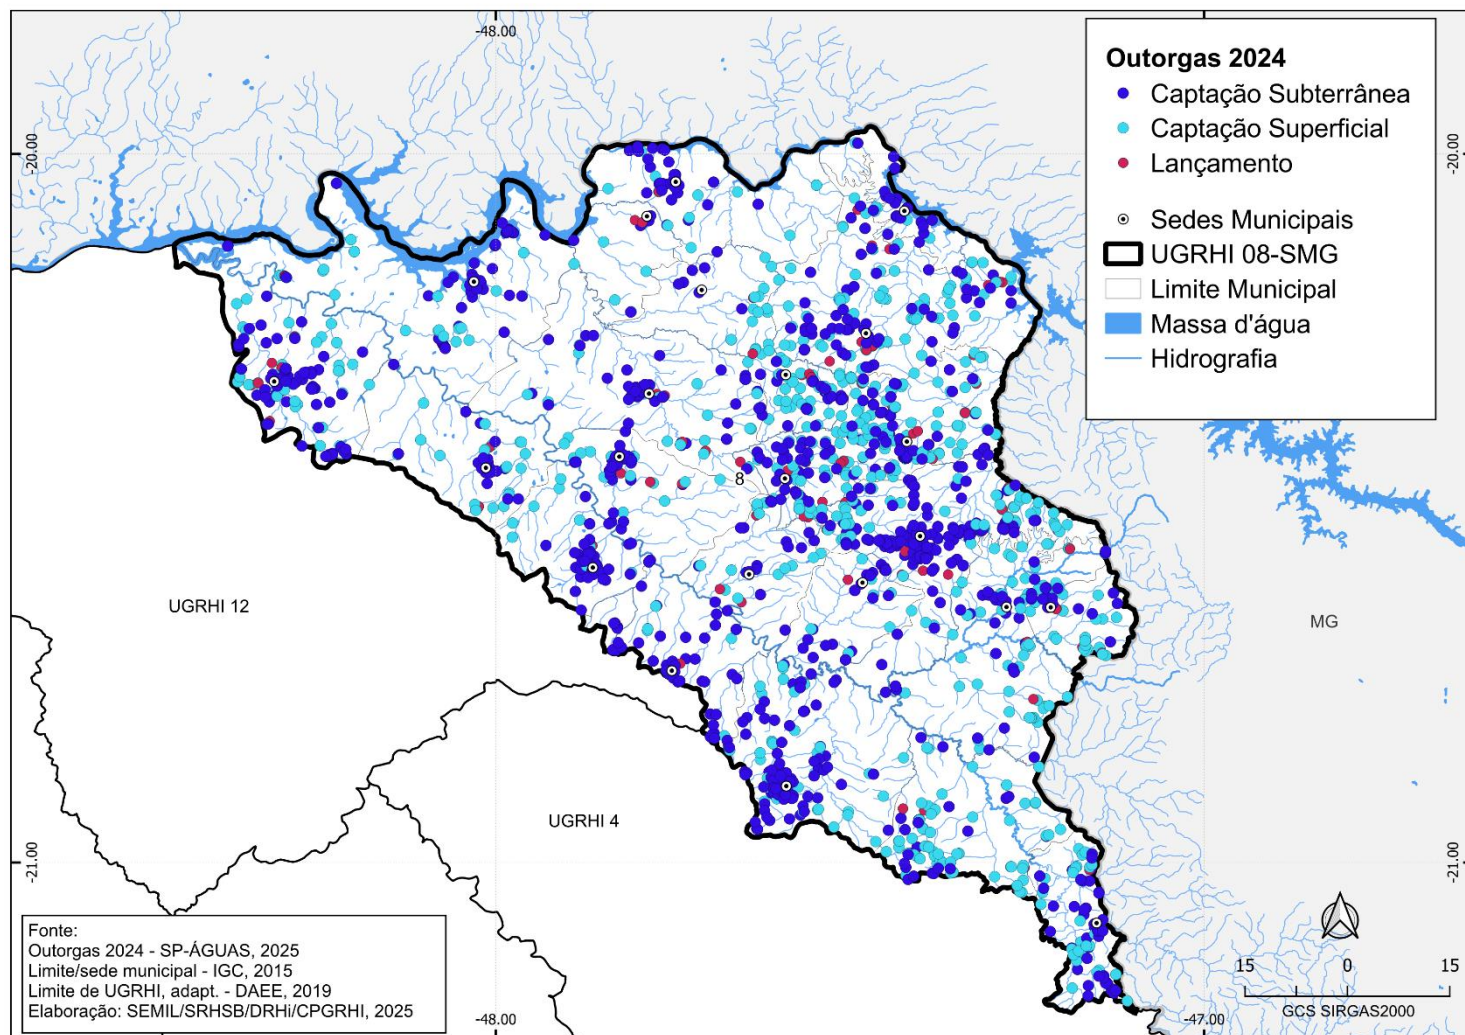 -48.00
Outorgas 2024
Captação Subterrânea
Captação Superficial
Lançamento
Sedes Municipais
UGRHI 08-SMG
Limite Municipal
Massa d'água
Hidrografia
-20.00
-20.00
8
UGRHI 12
MG
UGRHI 4
-21.00
-21.00
Fonte:
Outorgas 2024 - SP-ÁGUAS, 2025
Limite/sede municipal - IGC, 2015
Limite de UGRHI, adapt. - DAEE, 2019
Elaboração: SEMIL/SRHSB/DRHi/CPGRHI, 2025
15 0 15
GCS SIRGAS2000
-48.00
-47.00